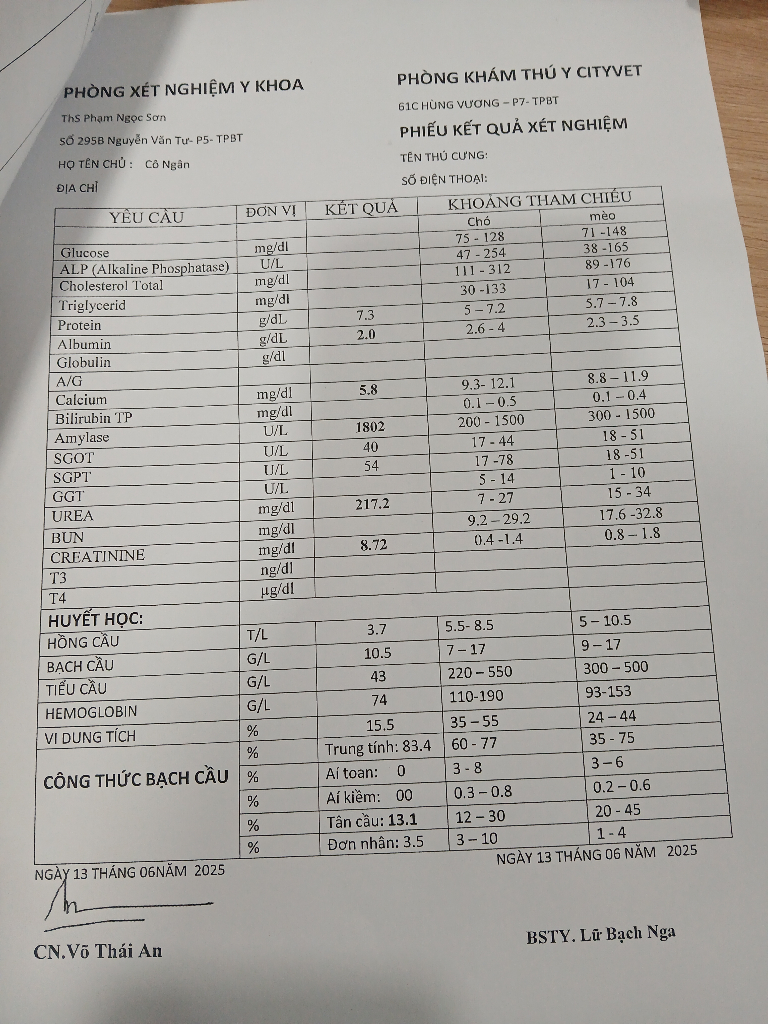 PHÒNG XÉT NGHIỆM Y KHOA
ThS Phạm Ngọc Sơn
SỐ 295B Nguyễn Văn Tư- P5- TPBT
HỌ TÊN CHỦ : Cô Ngân
ĐỊA CHỈ
PHÒNG KHÁM THÚ Y CITYVET
61C HÙNG VƯƠNG – P7- TPBT
PHIẾU KẾT QUẢ XÉT NGHIỆM
TÊN THÚ CƯNG:
SỐ ĐIỆN THOẠI:
YÊU CẦU ĐƠN VỊ KẾT QUẢ KHOẢNG THAM CHIẾU
Chó mèo
Glucose mg/dl 75 - 128 71 -148
ALP (Alkaline Phosphatase) U/L 47 - 254 38 -165
Cholesterol Total mg/dl 111 - 312 89 -176
Triglycerid mg/dl 30 -133 17 - 104
Protein g/dL 7.3 5 – 7.2 5.7 – 7.8
Albumin g/dL 2.0 2.6 - 4 2.3 – 3.5
Globulin g/dl
A/G
Calcium mg/dl 5.8 9.3- 12.1 8.8 – 11.9
Bilirubin TP mg/dl 0.1 – 0.5 0.1 – 0.4
Amylase U/L 1802 200 - 1500 300 - 1500
SGOT U/L 40 17 - 44 18 - 51
SGPT U/L 54 17 -78 18 -51
GGT U/L 5 - 14 1 - 10
UREA mg/dl 217.2 7 - 27 15 - 34
BUN mg/dl 9.2 – 29.2 17.6 -32.8
CREATININE mg/dl 8.72 0.4 -1.4 0.8 – 1.8
T3 ng/dl
T4 µg/dl
HUYẾT HỌC:
HỒNG CẦU T/L 3.7 5.5- 8.5 5 – 10.5
BẠCH CẦU G/L 10.5 7 – 17 9 – 17
TIỂU CẦU G/L 43 220 – 550 300 – 500
HEMOGLOBIN G/L 74 110-190 93-153
VI DUNG TÍCH % 15.5 35 – 55 24 – 44
CÔNG THỨC BẠCH CẦU % Trung tính: 83.4 60 - 77 35 - 75
% Aí toan: 0 3 - 8 3 – 6
% Aí kiềm: 00 0.3 – 0.8 0.2 – 0.6
% Tân cầu: 13.1 12 – 30 20 - 45
% Đơn nhân: 3.5 3 – 10 1 - 4
NGÀY 13 THÁNG 06NĂM 2025 NGÀY 13 THÁNG 06 NĂM 2025
CN.Võ Thái An BSTY. Lữ Bạch Nga